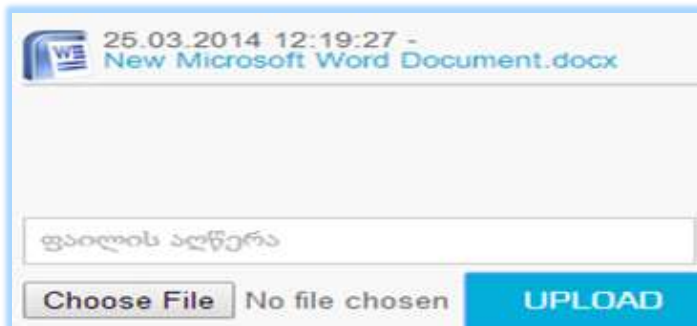 25.03.2014 12:19:27 -
New Microsoft Word Document.docx
ფაილის აღწერა
Choose File No file chosen UPLOAD